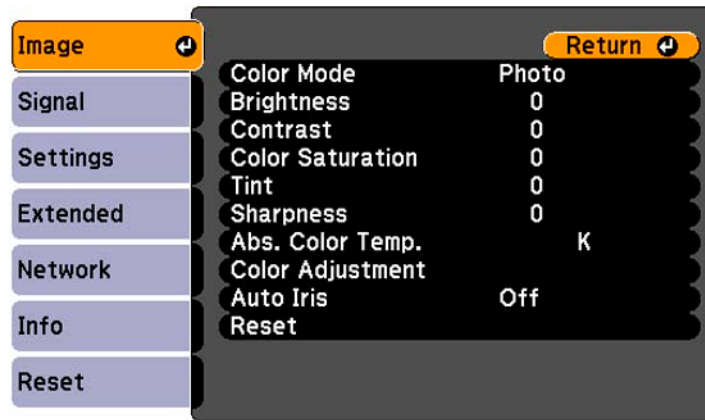 Image
Signal
Settings
Extended
Network
Info
Reset
Return
Color Mode Photo
Brightness 0
Contrast 0
Color Saturation 0
Tint 0
Sharpness 0
Abs. Color Temp. K
Color Adjustment
Auto Iris Off
Reset